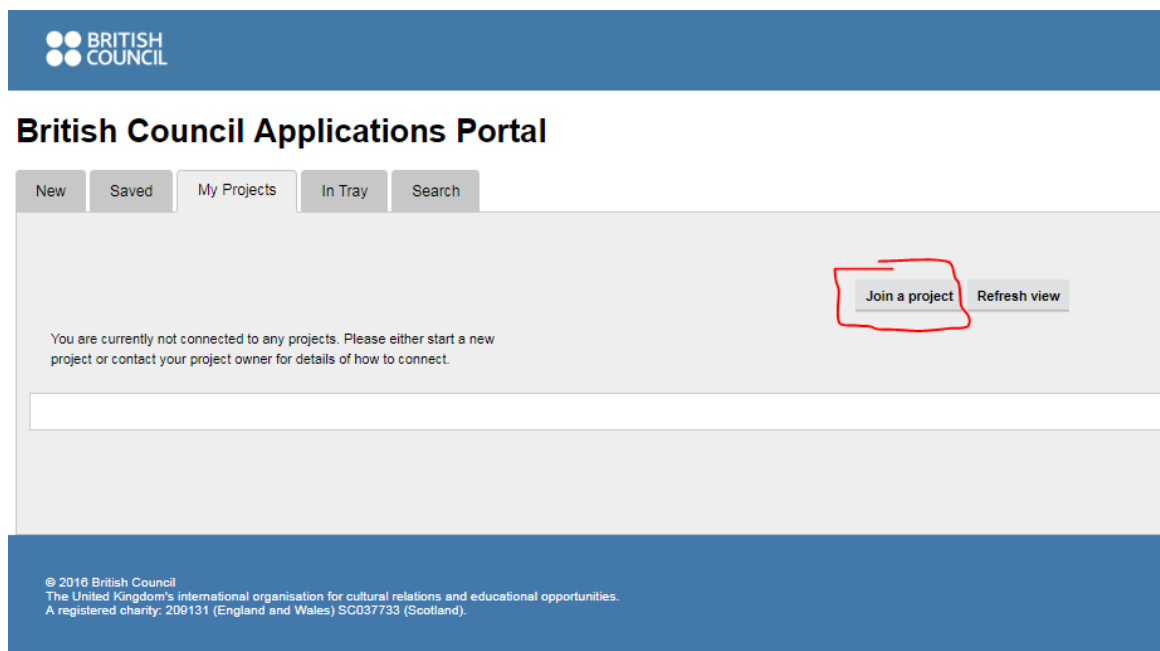 BRITISH
COUNCIL
British Council Applications Portal
New Saved My Projects In Tray Search
Join a project Refresh view
You are currently not connected to any projects. Please either start a new
project or contact your project owner for details of how to connect.
© 2016 British Council
The United Kingdom's international organisation for cultural relations and educational opportunities.
A registered charity: 209131 (England and Wales) SC037733 (Scotland).